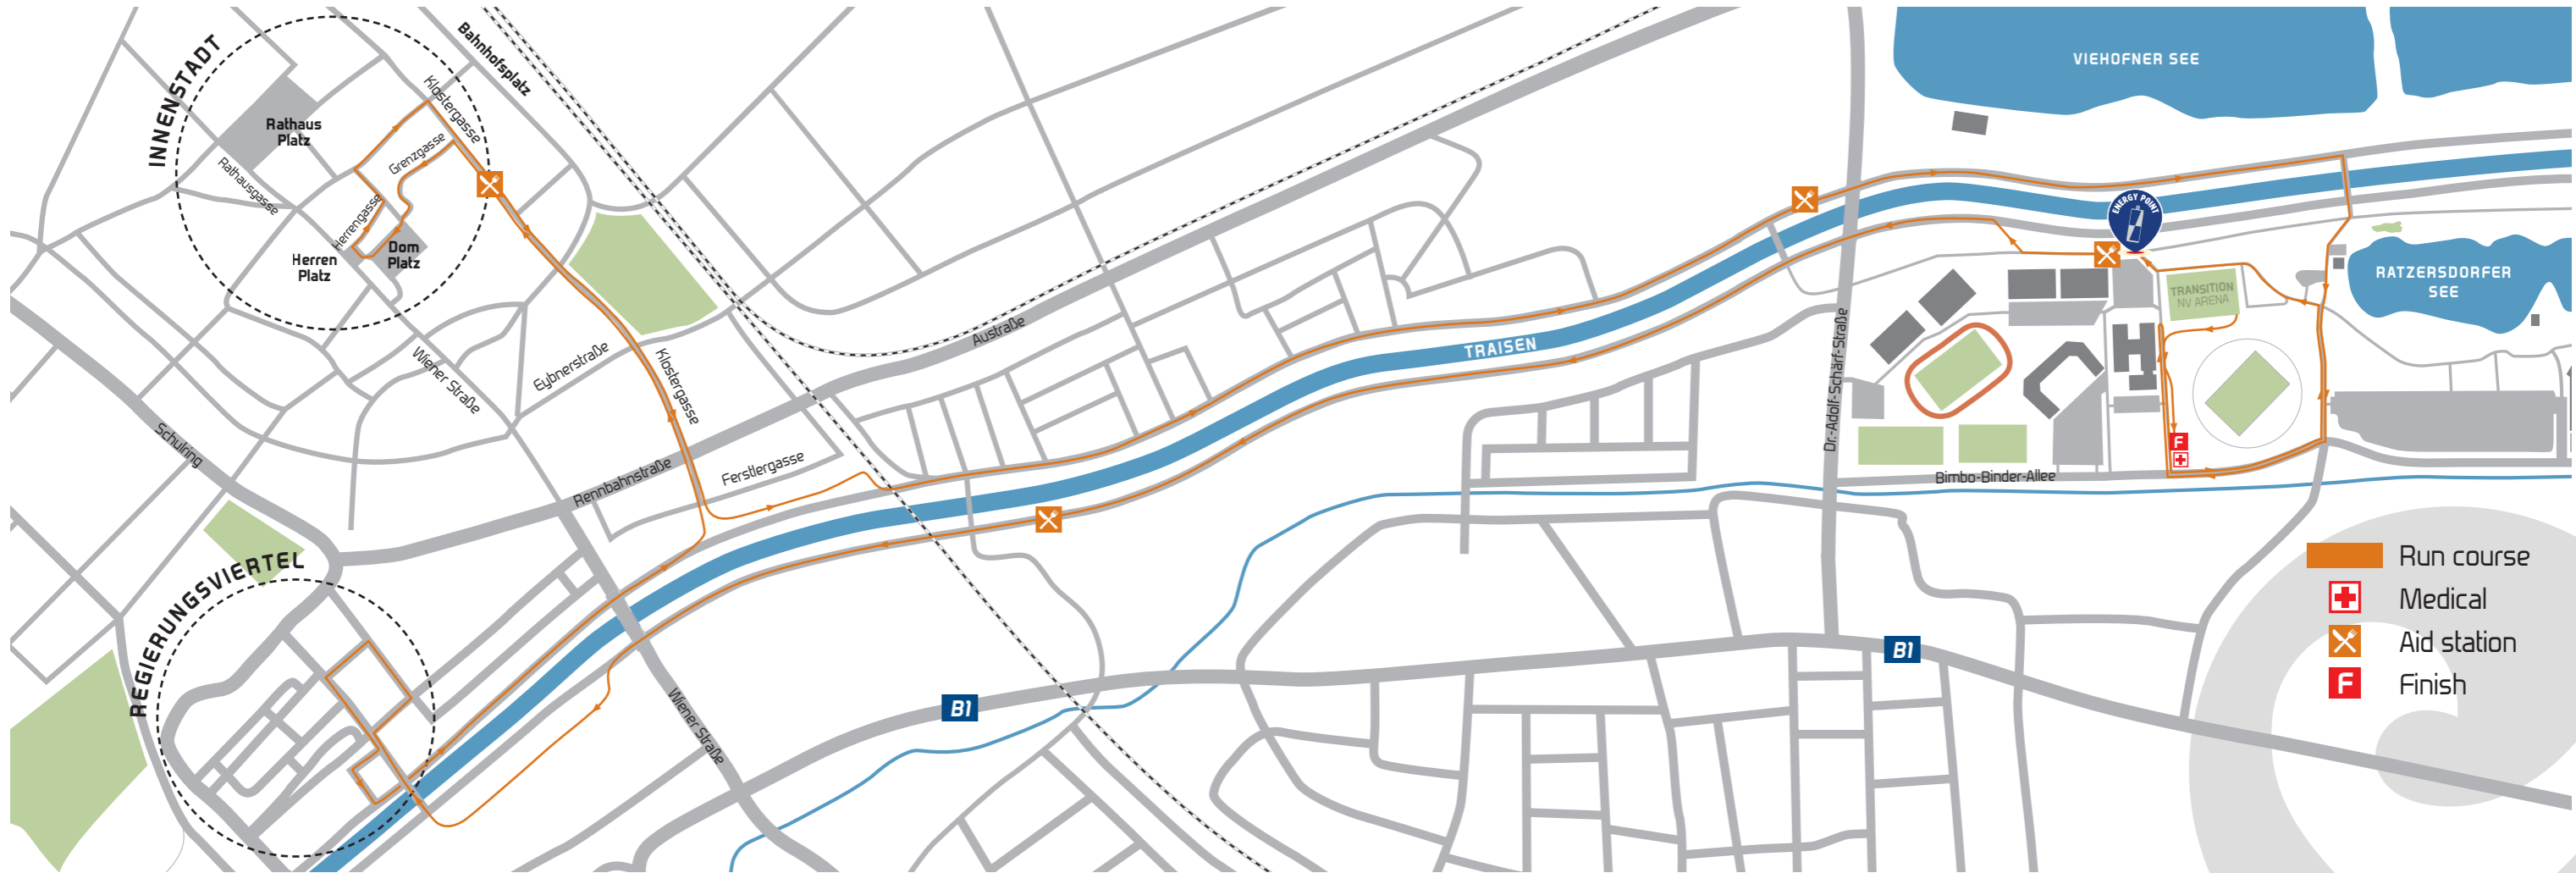 INNENSTADT
Bahnhofsplatz
Klostergasse
Rathaus
Platz
Grenzgasse
Rathausgasse
Herrengasse
Herren
Platz
Dom
Platz
Wiener Straße
Eybnerstraße
Klostergasse
Schulring
Rennbahnstraße
Ferstlergasse
Austraße
TRAISEN
REGIERUNGSVIERTEL
Wiener Straße
B1
B1
Dr.-Adolf-Schärf-Straße
Bimbo-Binder-Allee
VIEHOFNER SEE
ENERGY POINT
RATZERSDORFER
SEE
TRANSITION
NV ARENA
F
Run course
Medical
Aid station
F Finish